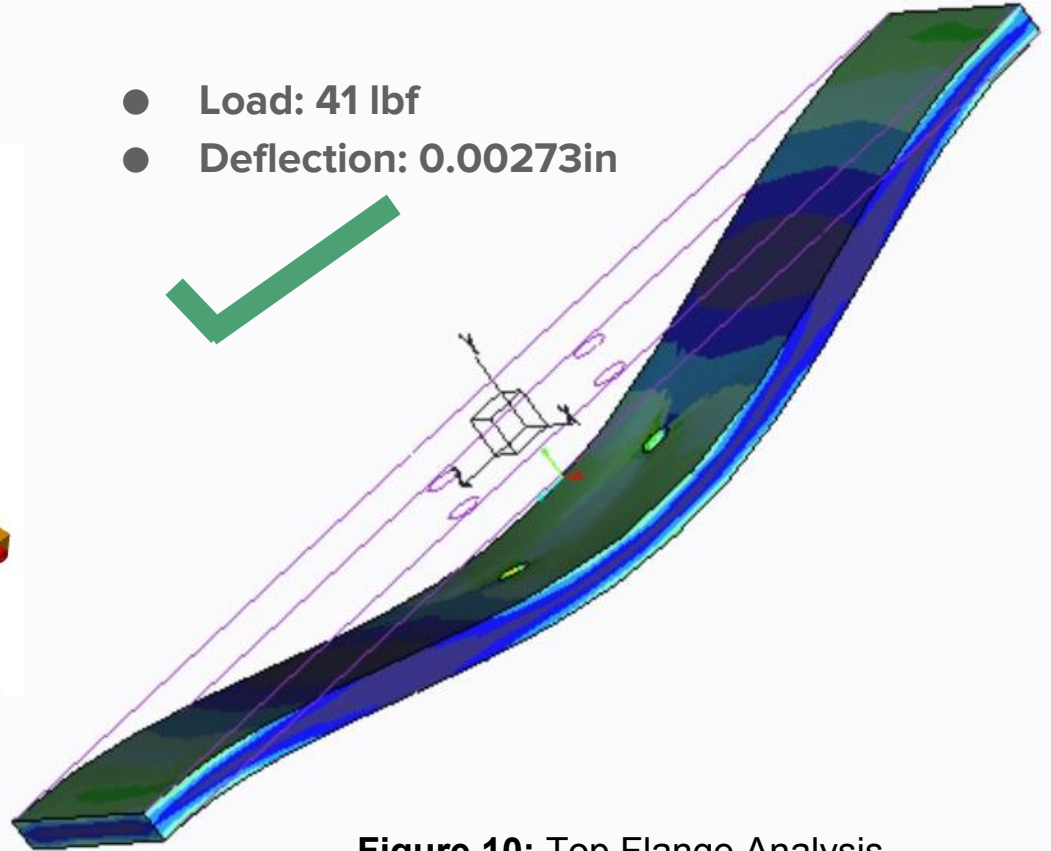 ● Load: 41 lbf
● Deflection: 0.00273in
Y
X
Z
Figure 10: Top Flange Analysis